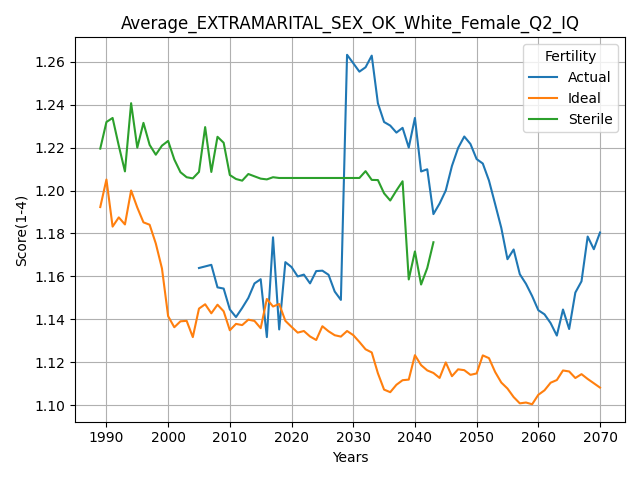 Average_EXTRAMARITAL_SEX_OK_White_Female_Q2_IQ
Fertility
Actual
Ideal
Sterile
Score(1-4)
1.26
1.24
1.22
1.20
1.18
1.16
1.14
1.12
1.10
1990 2000 2010 2020 2030 2040 2050 2060 2070
Years